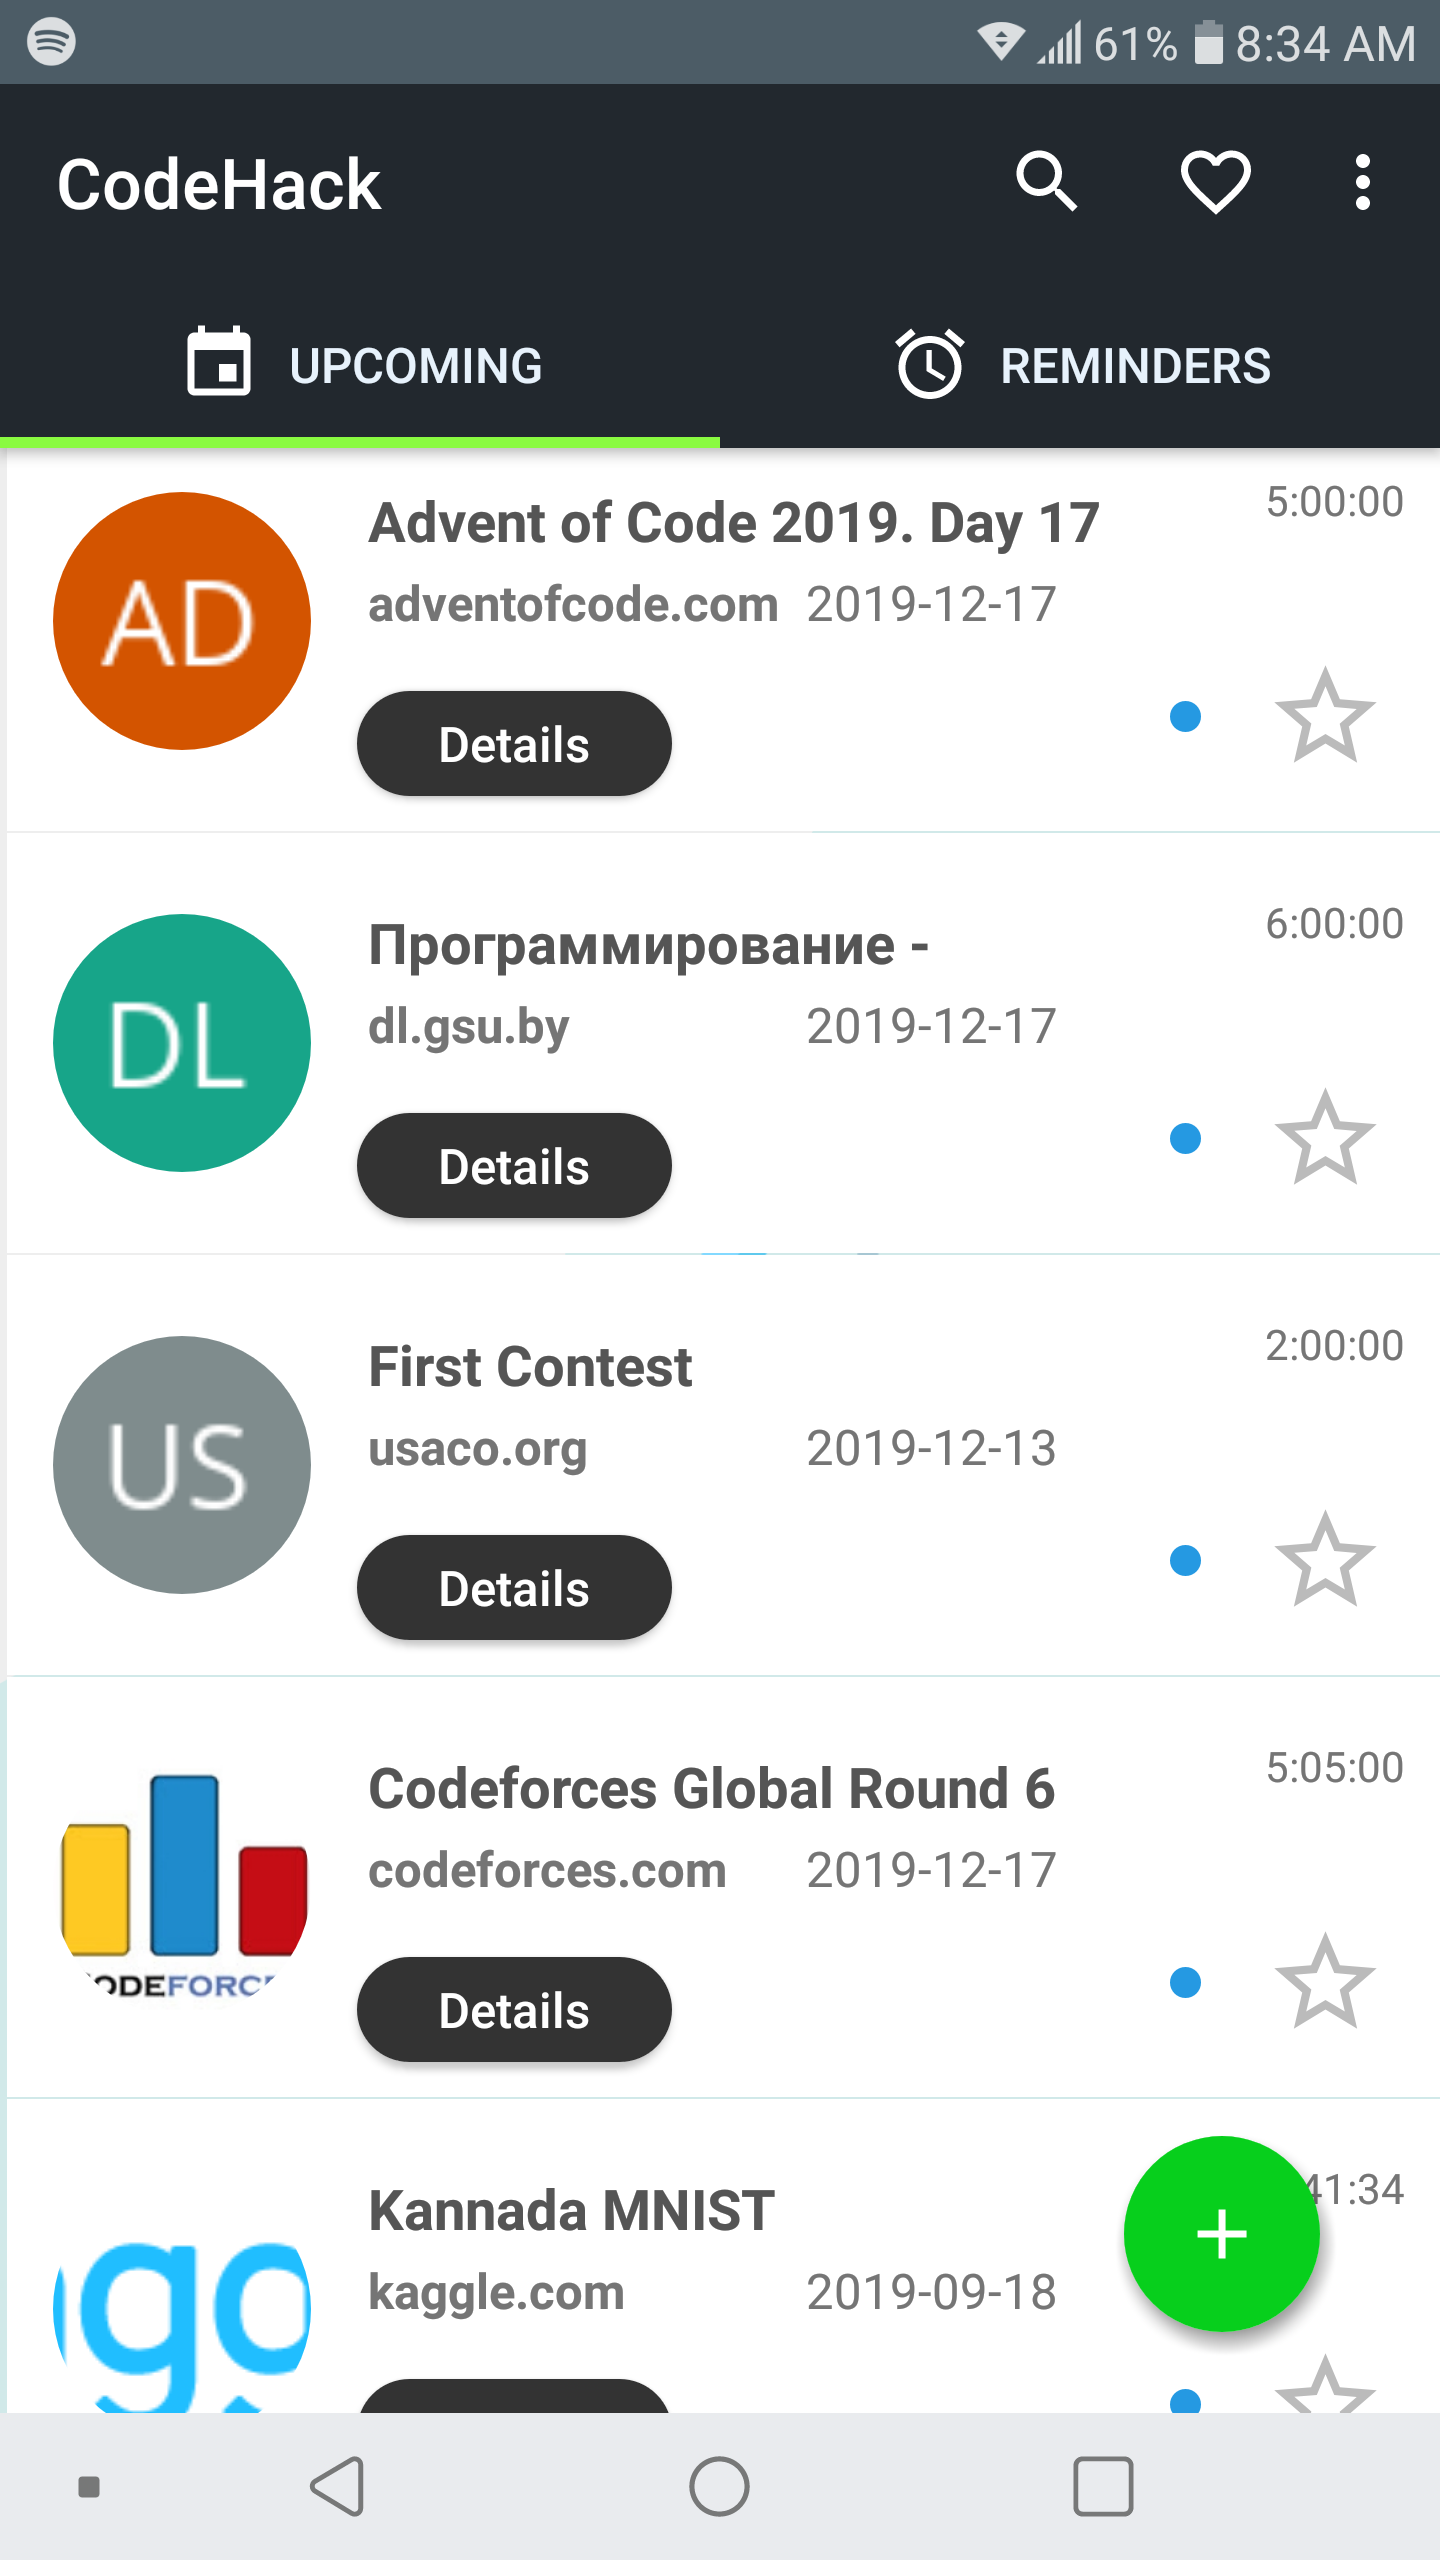 61% 8:34 AM
CodeHack
UPCOMING REMINDERS
AD Advent of Code 2019. Day 17 5:00:00
adventofcode.com 2019-12-17
Details
DL Программирование - 6:00:00
dl.gsu.by 2019-12-17
Details
US First Contest 2:00:00
usaco.org 2019-12-13
Details
Codeforces Global Round 6 5:05:00
codeforces.com 2019-12-17
ODEFORC
Details
Kannada MNIST 41:34
kaggle.com 2019-09-18